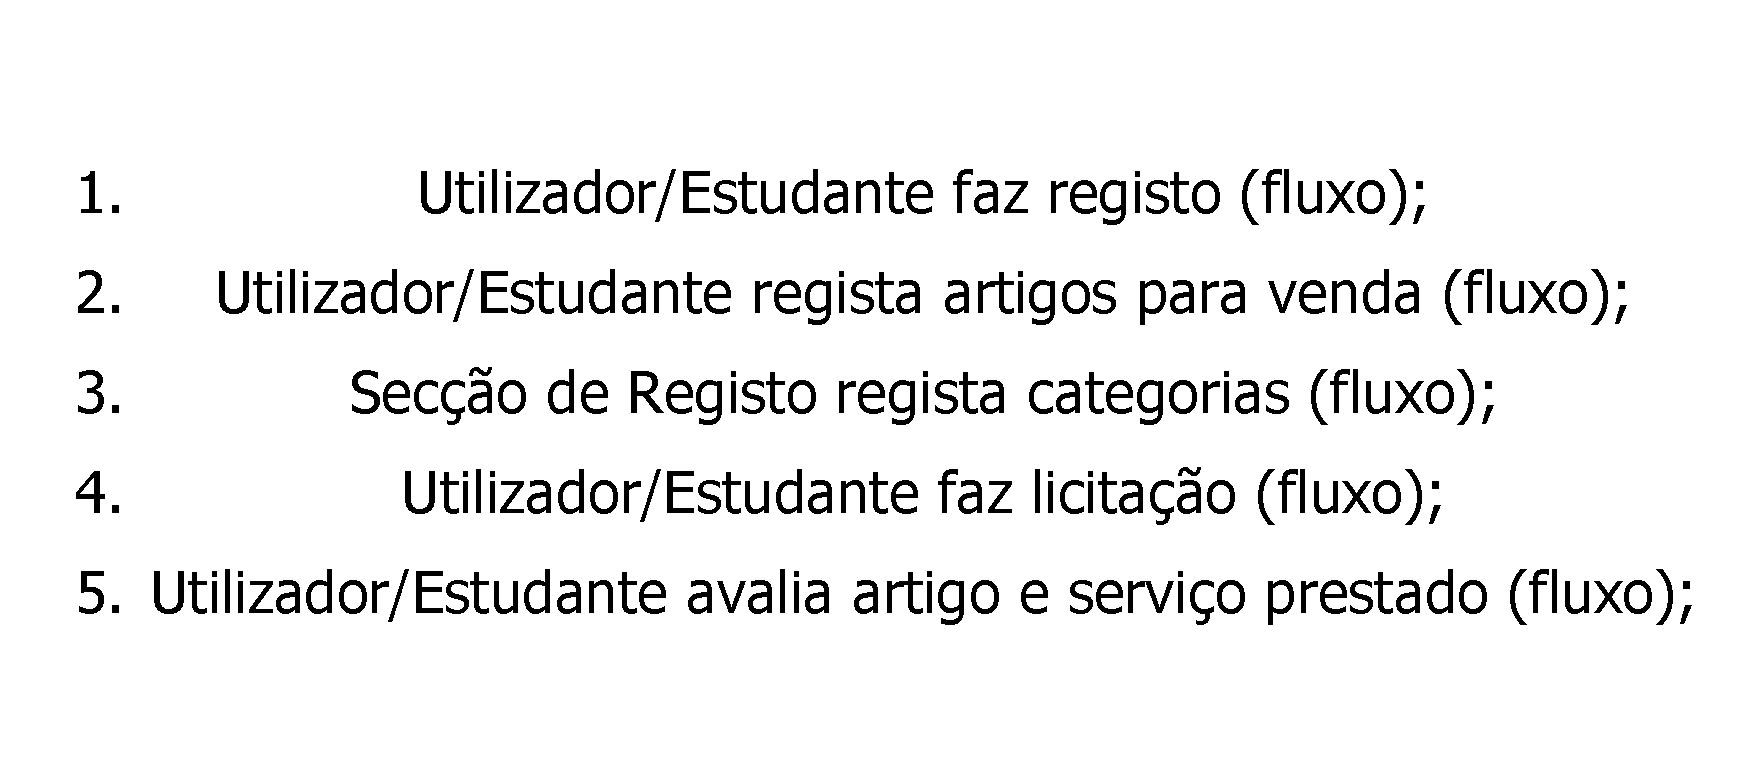 1. Utilizador/Estudante faz registo (fluxo);
2. Utilizador/Estudante regista artigos para venda (fluxo);
3. Secção de Registo regista categorias (fluxo);
4. Utilizador/Estudante faz licitação (fluxo);
5. Utilizador/Estudante avalia artigo e serviço prestado (fluxo);